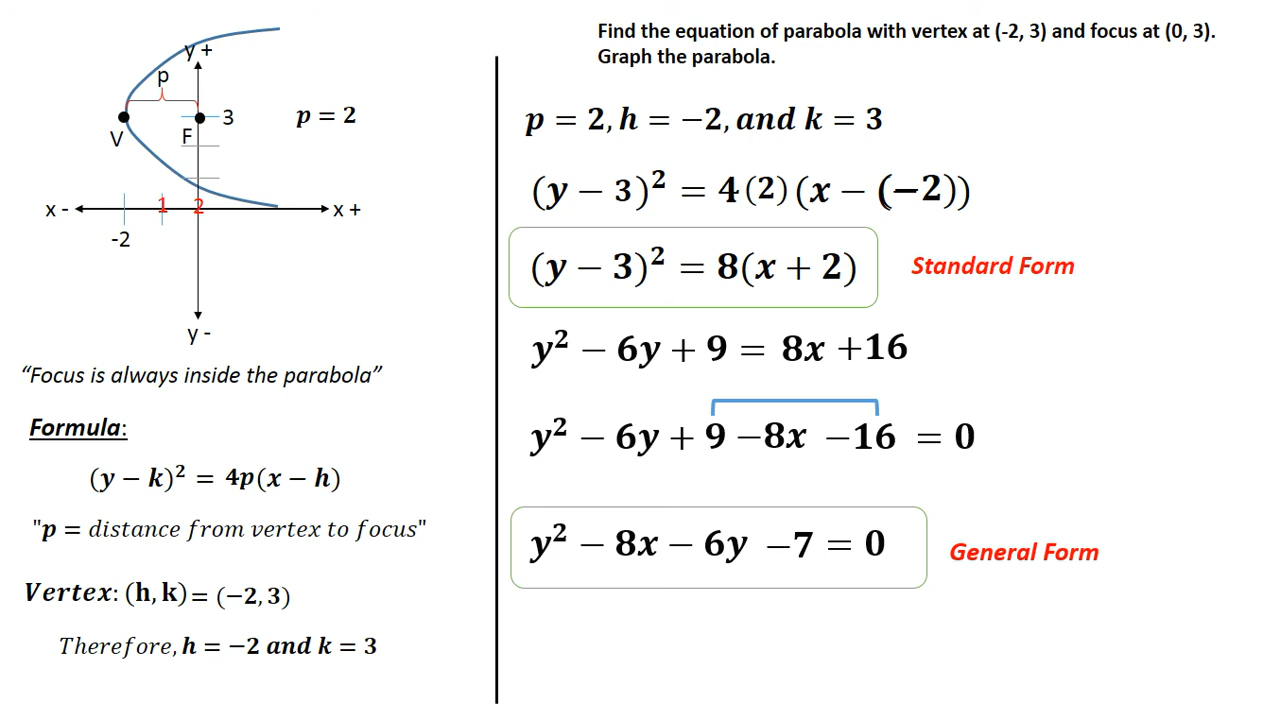 Find the equation of parabola with vertex at (-2, 3) and focus at (0, 3).
Graph the parabola.
y +
p
3
p = 2
V
F
x -
1
2
x +
-2
y -
“Focus is always inside the parabola”
Formula:
(y − k)² = 4p(x − h)
"p = distance from vertex to focus"
Vertex: (h, k) = (−2, 3)
Therefore, h = −2 and k = 3
p = 2, h = −2, and k = 3
(y − 3)² = 4(2)(x − (−2))
(y − 3)² = 8(x + 2)
Standard Form
y² − 6y + 9 = 8x +16
y² − 6y + 9 −8x −16 = 0
y² − 8x − 6y −7 = 0
General Form